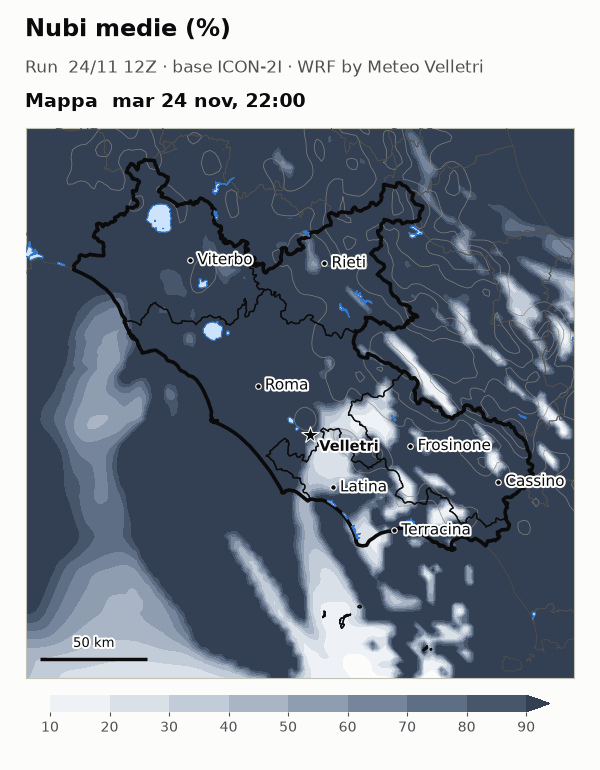 Nubi medie (%)
Run  24/11 12Z · base ICON-2I · WRF by Meteo Velletri
Mappa  mar 24 nov, 22:00
Viterbo
Rieti
Roma
Velletri
Frosinone
Cassino
Latina
Terracina
50 km
10 20 30 40 50 60 70 80 90